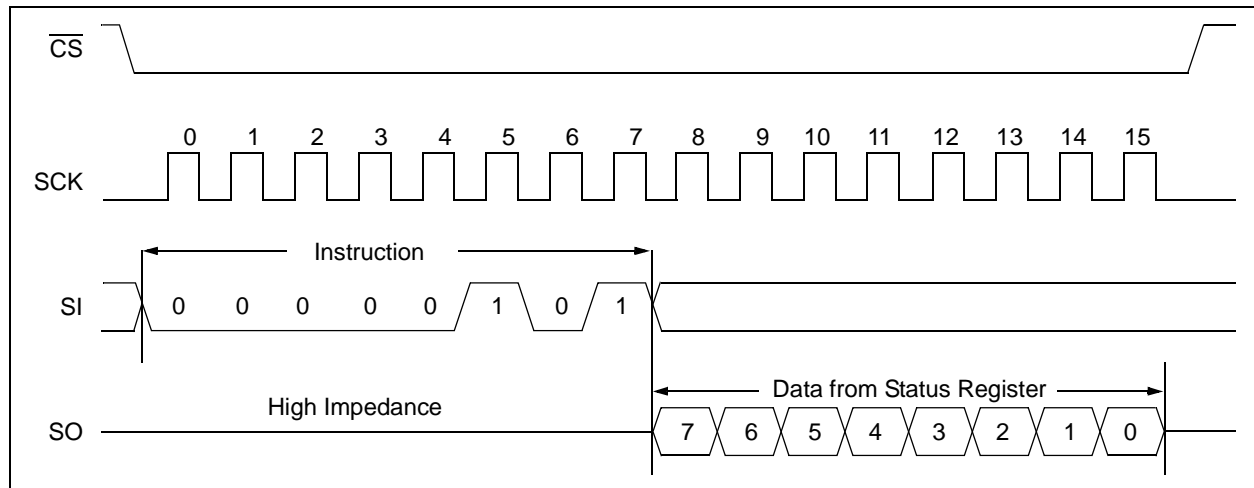 CS
0 1 2 3 4 5 6 7 8 9 10 11 12 13 14 15
SCK
Instruction
SI 0 0 0 0 0 1 0 1
Data from Status Register
High Impedance
SO 7 6 5 4 3 2 1 0